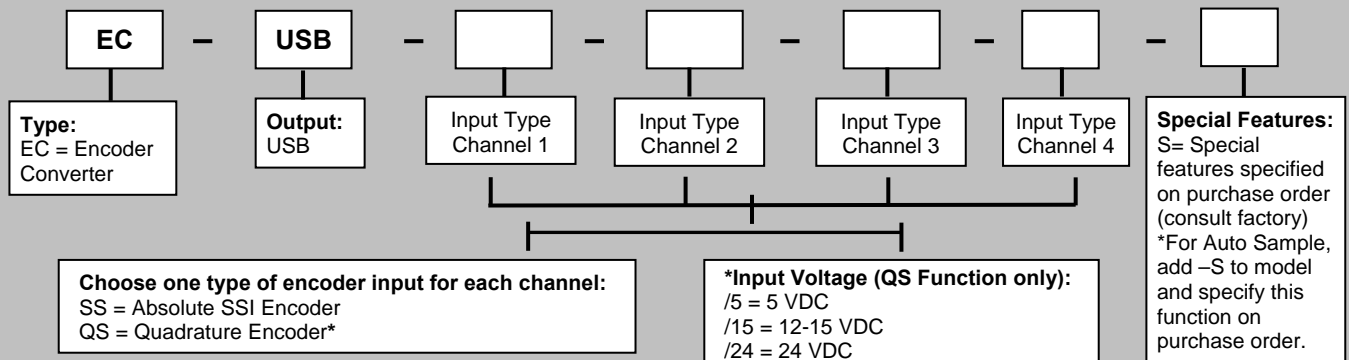 EC – USB - - - - -
Type:
EC = Encoder
Converter
Output:
USB
Input Type
Channel 1
Input Type
Channel 2
Input Type
Channel 3
Input Type
Channel 4
Special Features:
S= Special
features specified
on purchase order
(consult factory)
*For Auto Sample,
add –S to model
and specify this
function on
purchase order.
Choose one type of encoder input for each channel:
SS = Absolute SSI Encoder
QS = Quadrature Encoder*
*Input Voltage (QS Function only):
/5 = 5 VDC
/15 = 12-15 VDC
/24 = 24 VDC